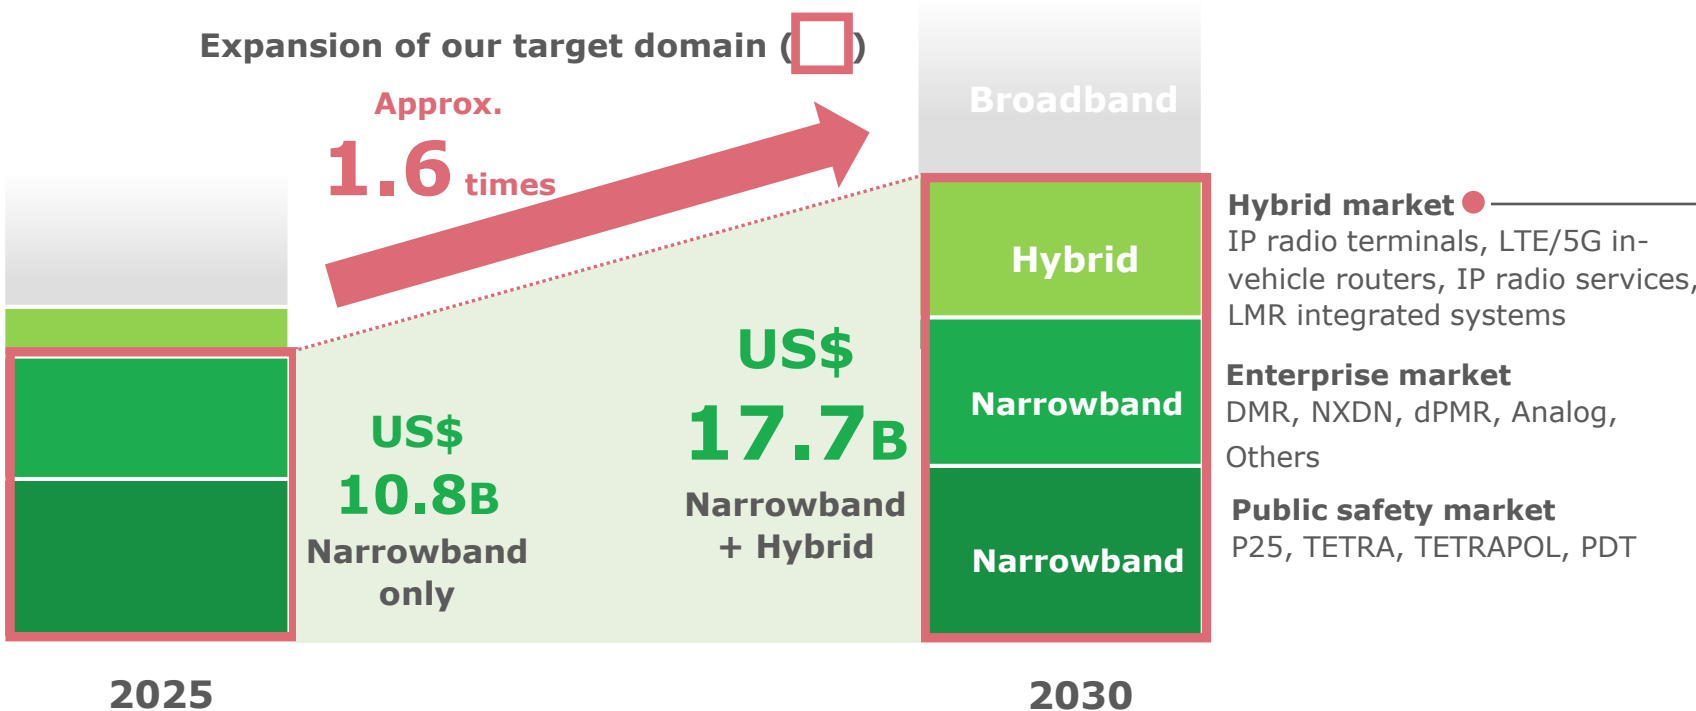 Expansion of our target domain ( )
Approx.
1.6 times
Broadband
Hybrid
Narrowband
Narrowband
US$
10.8B
Narrowband
only
US$
17.7B
Narrowband
+ Hybrid
Hybrid market
IP radio terminals, LTE/5G in-
vehicle routers, IP radio services,
LMR integrated systems
Enterprise market
DMR, NXDN, dPMR, Analog,
Others
Public safety market
P25, TETRA, TETRAPOL, PDT
2025
2030